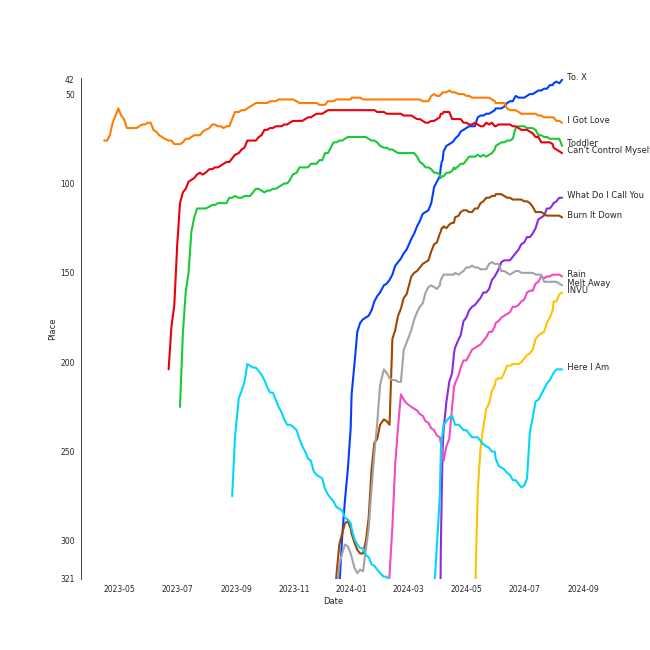 42
50
100
150
200
250
300
321
Place
To. X
I Got Love
Toddler
Can't Control Mysel
What Do I Call You
Burn It Down
Rain
Melt Away
INVU
Here I Am
2023-05
2023-07
2023-09
2023-11
2024-01
2024-03
2024-05
2024-07
2024-09
Date